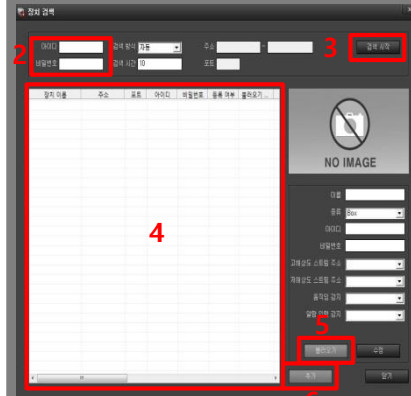 장치 검색
아이디
검색 방식 자동
주소 ~
3
검색 시작
2
비밀번호
검색 시간 10
포트
장치 이름 주소 포트 아이디 비밀번호 등록 여부 불러오기 ...
NO IMAGE
4
이름
종류 Box
아이디
비밀번호
고해상도 스트림 주소
저해상도 스트림 주소
움직임 감지
알람 입력 감지
5
불러오기 수정
추가 닫기